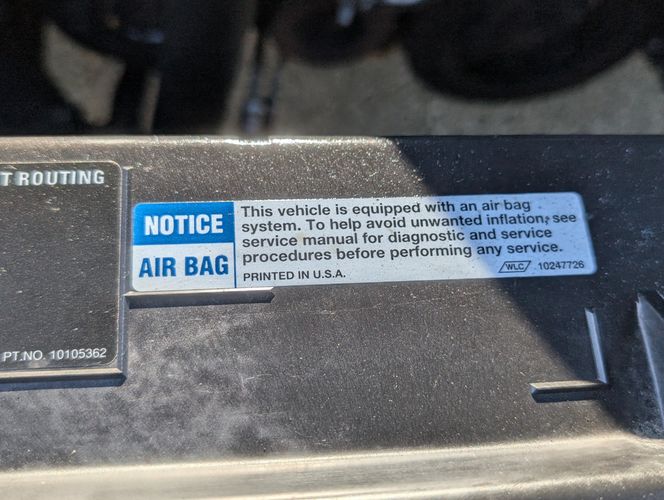 T ROUTING
PT.NO. 10105362
NOTICE
AIR BAG
This vehicle is equipped with an air bag
system. To help avoid unwanted inflation, see
service manual for diagnostic and service
procedures before performing any service.
PRINTED IN U.S.A.
WLC 10247726